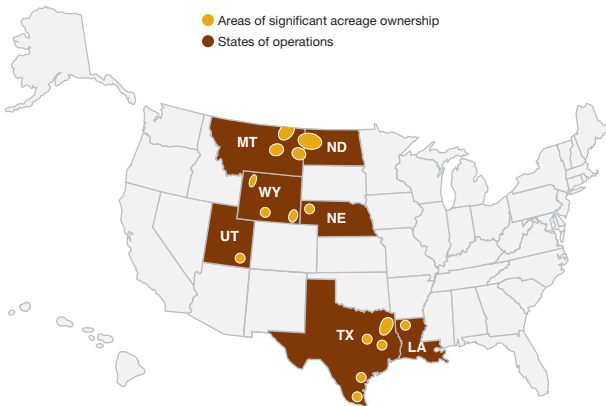 Areas of significant acreage ownership
States of operations
MT
ND
WY
NE
UT
TX
LA